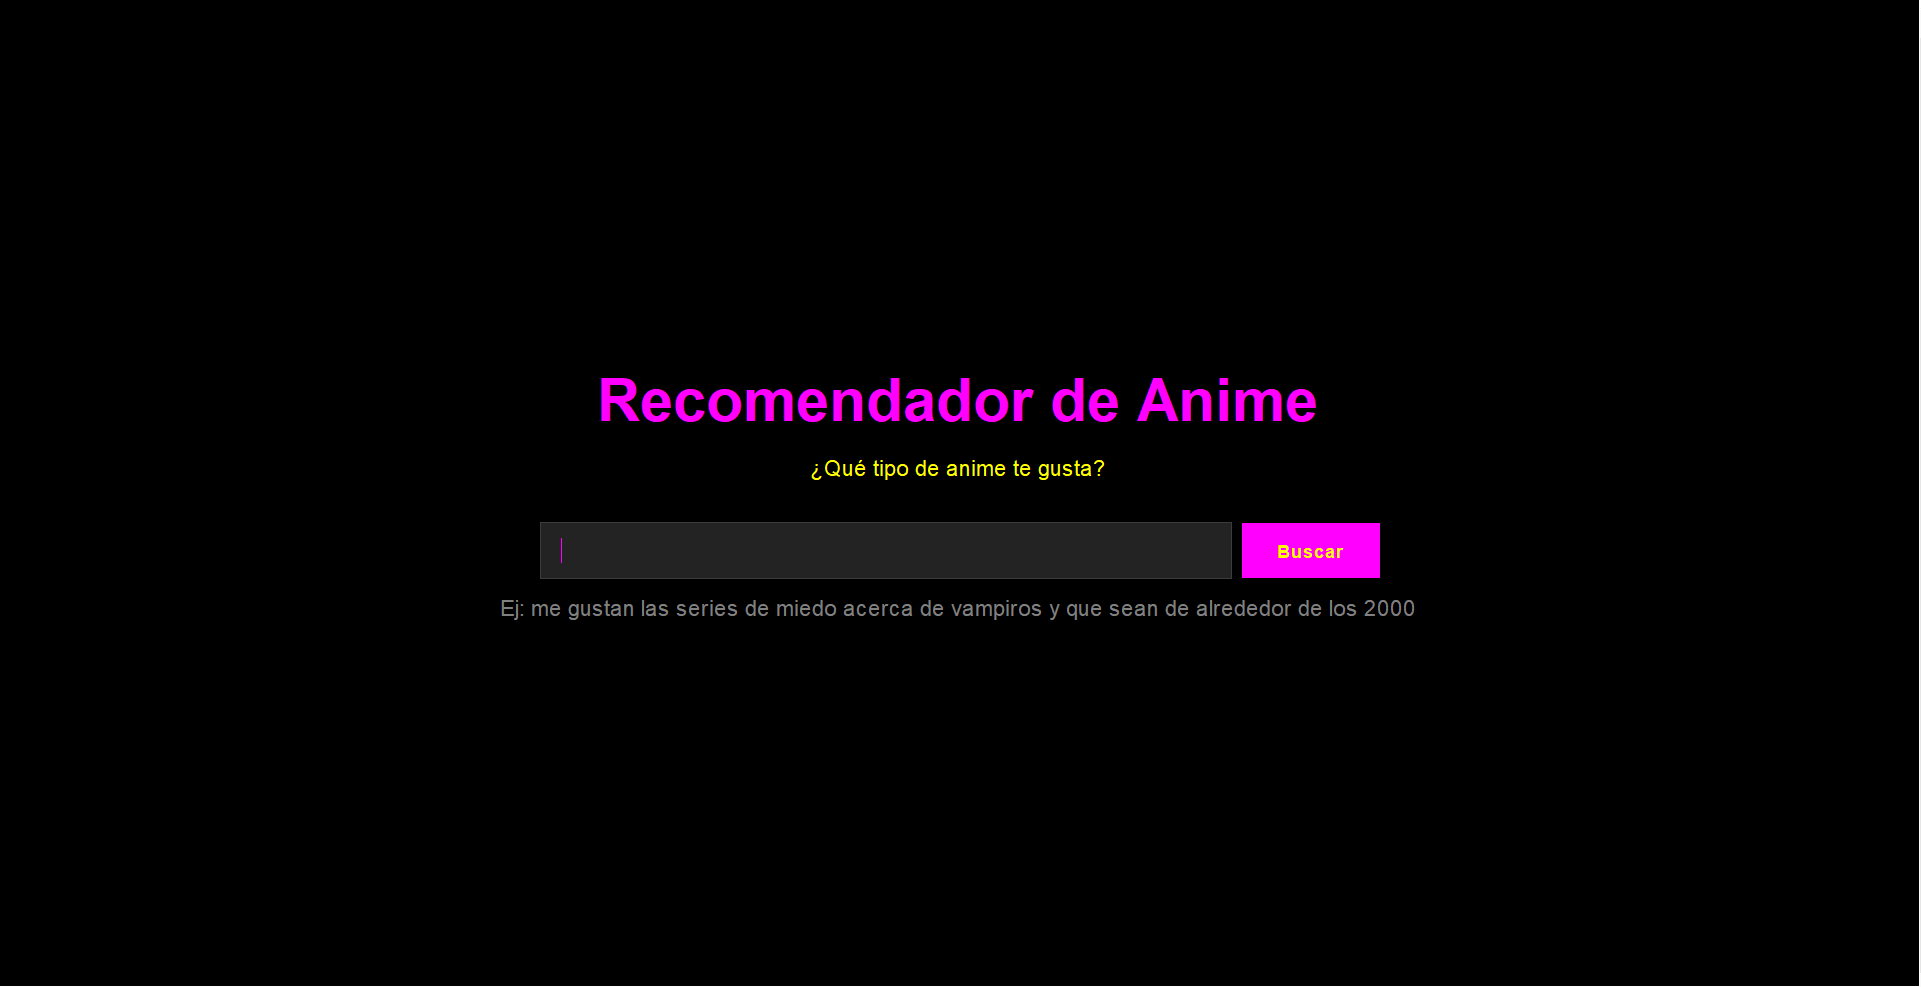 Recomendador de Anime
¿Qué tipo de anime te gusta?
Buscar
Ej: me gustan las series de miedo acerca de vampiros y que sean de alrededor de los 2000